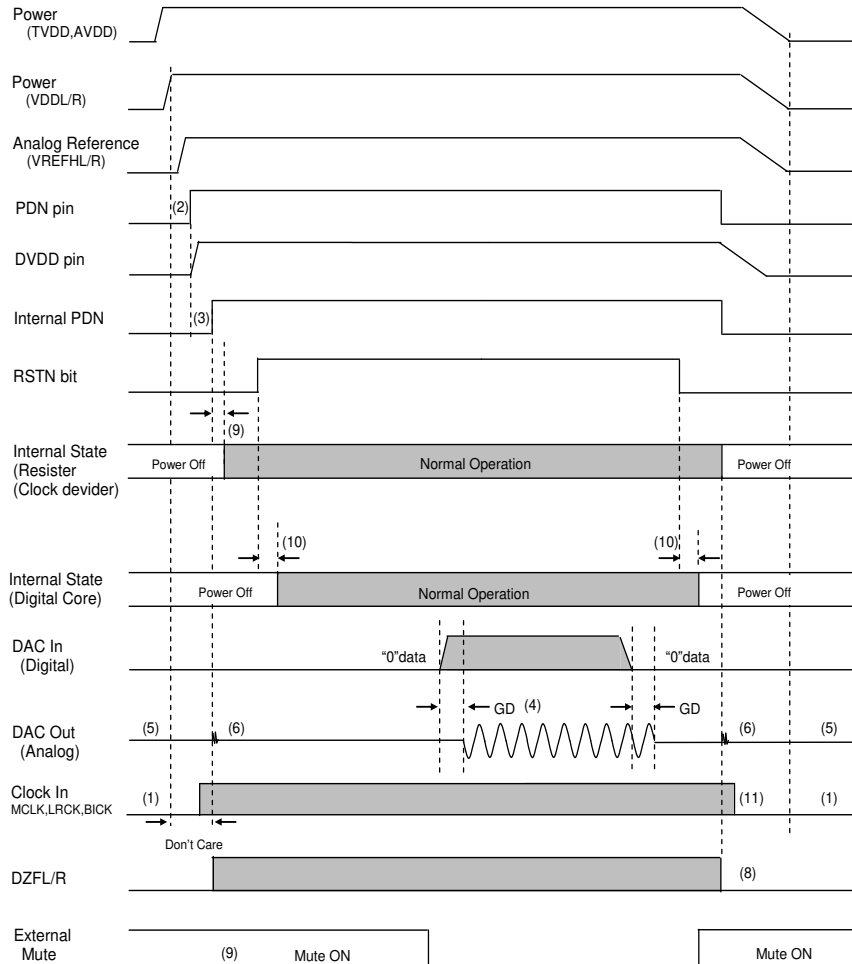 Power
(TVDD,AVDD)
Power
(VDDL/R)
Analog Reference
(VREFHL/R)
PDN pin
(2)
DVDD pin
Internal PDN
(3)
RSTN bit
(9)
Internal State
(Resister
(Clock devider)
Power Off
Normal Operation
Power Off
(10)
(10)
Internal State
(Digital Core)
Power Off
Normal Operation
Power Off
DAC In
(Digital)
“0”data
“0”data
GD
(4)
GD
DAC Out
(Analog)
(5)
(6)
(6)
(5)
Clock In
MCLK,LRCK,BICK
(1)
(11)
(1)
Don’t Care
DZFL/R
(8)
External
Mute
(9)
Mute ON
Mute ON